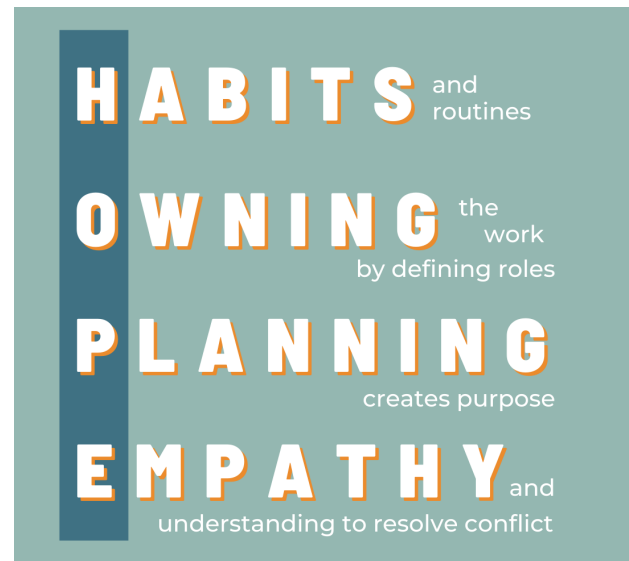 HABITS and
routines
OWNING the
work
by defining roles
PLANNING
creates purpose
EMPATHY and
understanding to resolve conflict